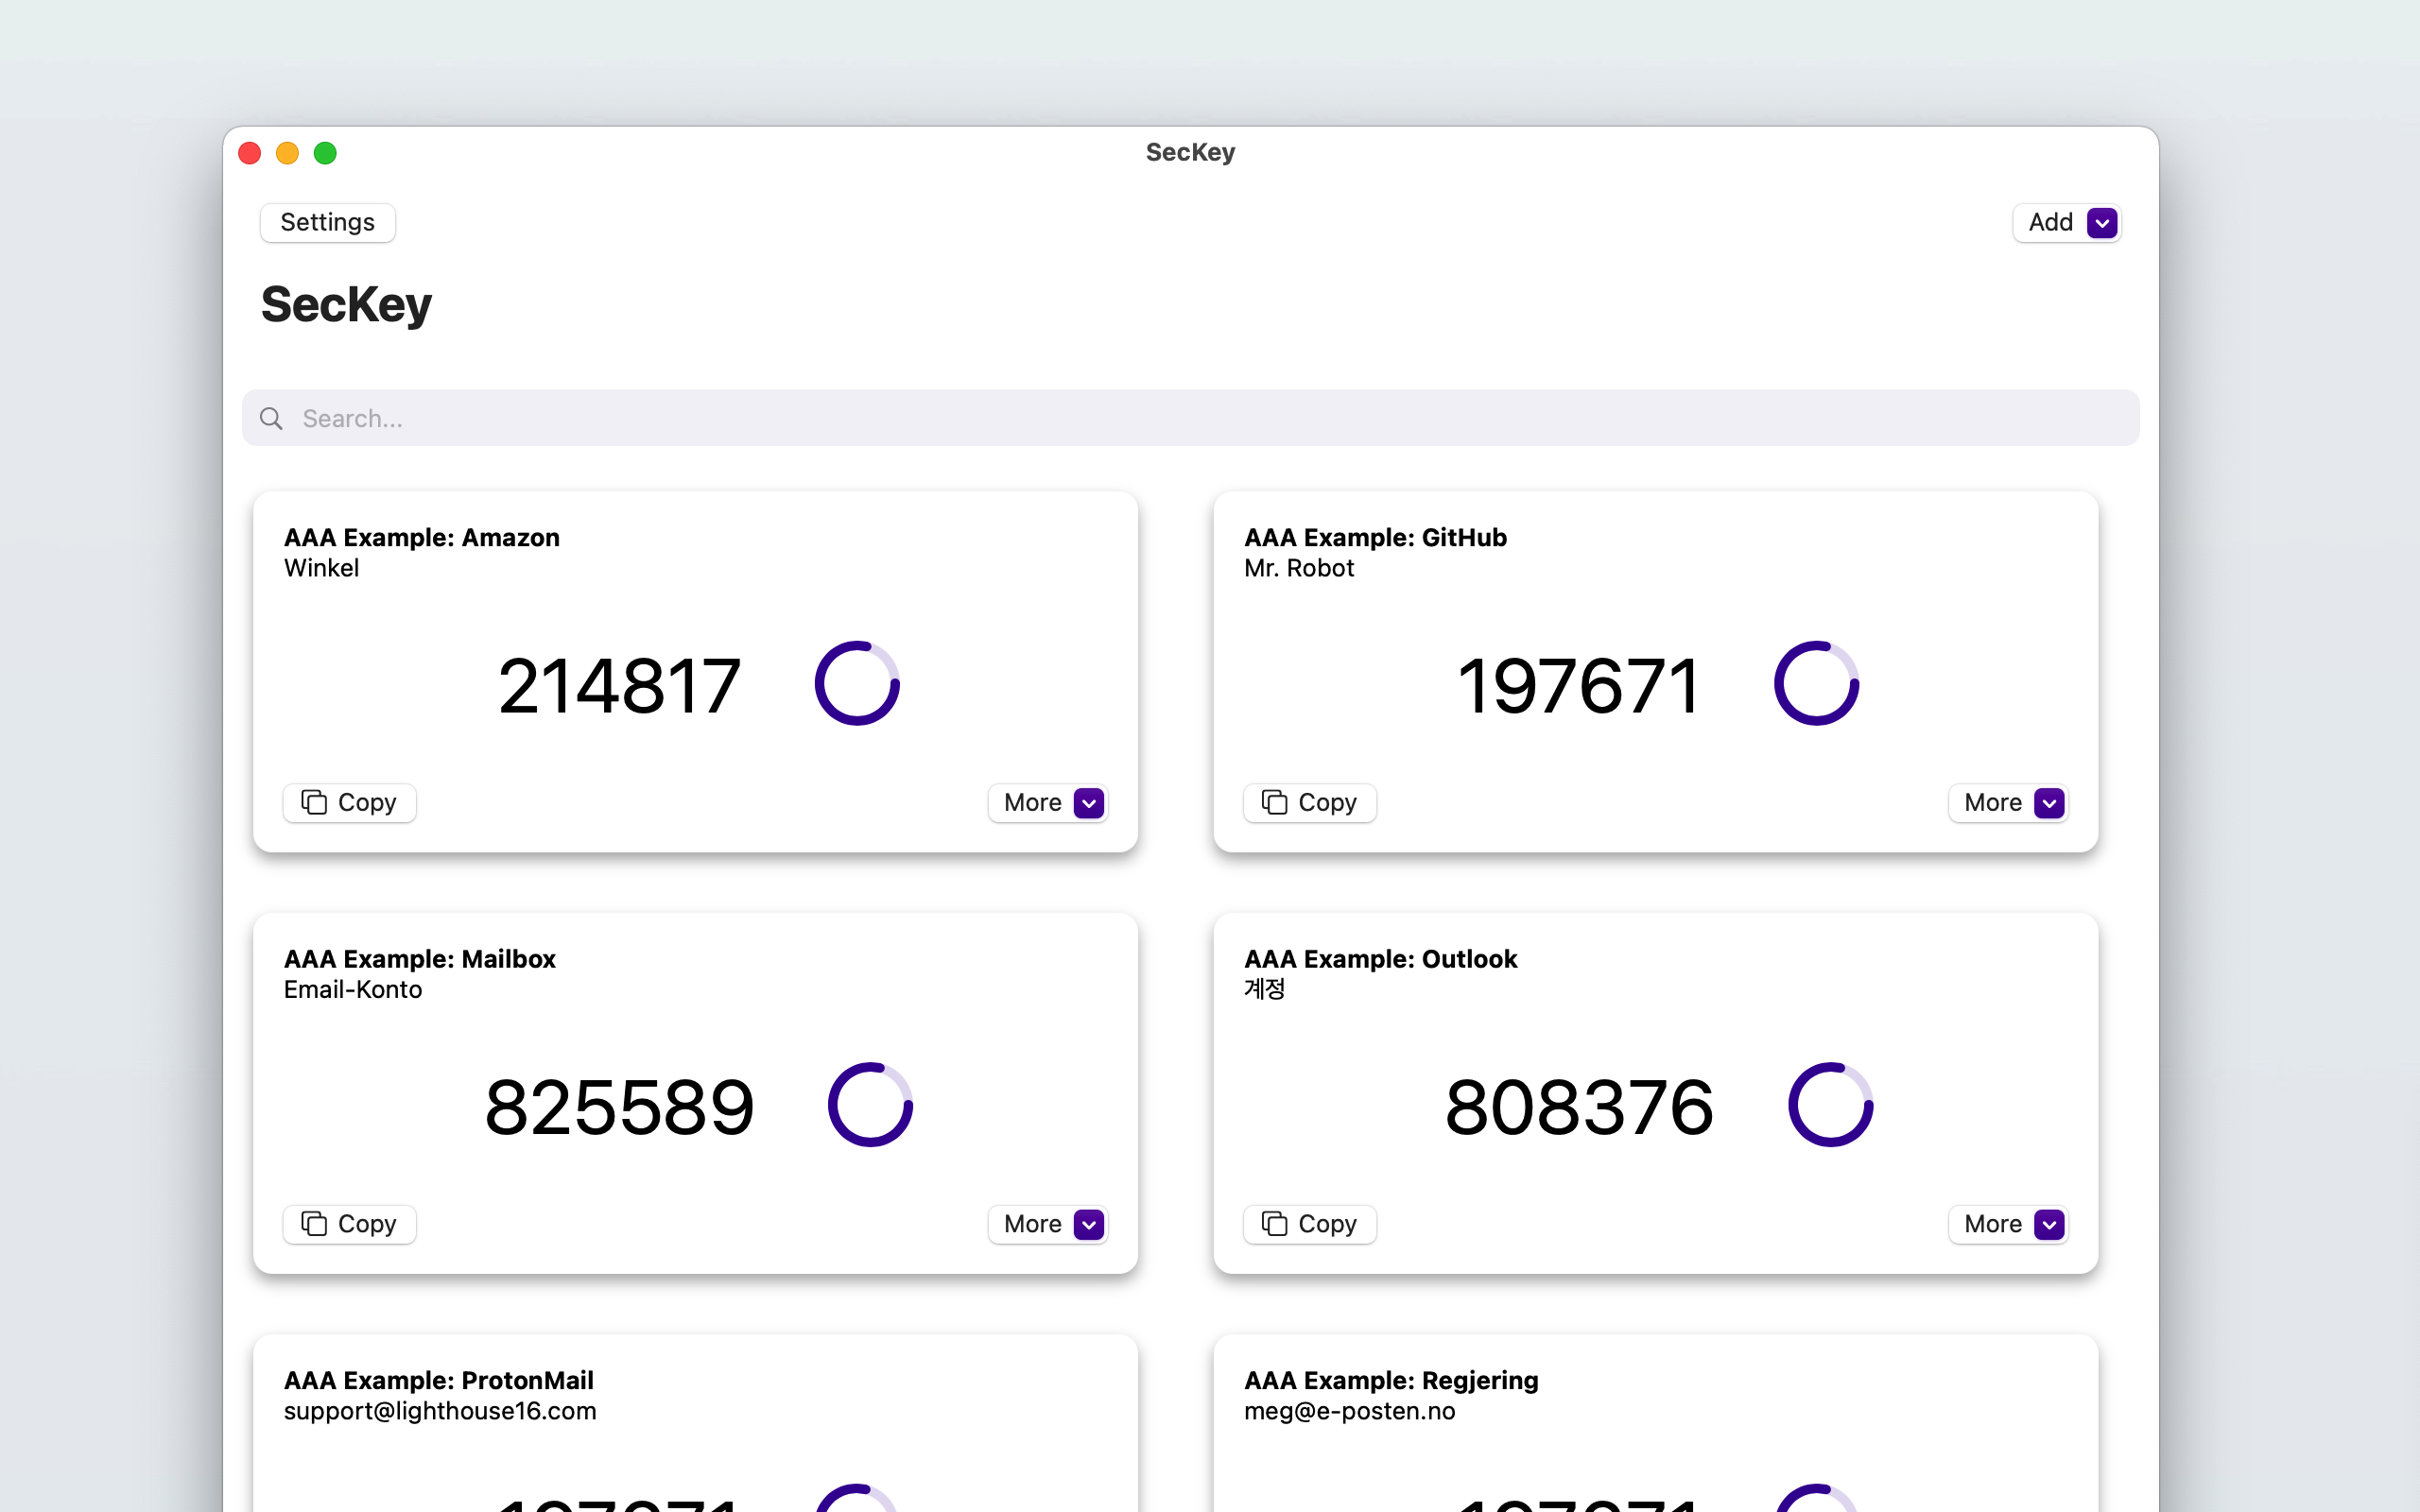 SecKey
Settings
Add
SecKey
Search...
AAA Example: Amazon
Winkel
214817
Copy
More
AAA Example: GitHub
Mr. Robot
197671
Copy
More
AAA Example: Mailbox
Email-Konto
825589
Copy
More
AAA Example: Outlook
계정
808376
Copy
More
AAA Example: ProtonMail
support@lighthouse16.com
AAA Example: Regjering
meg@e-posten.no